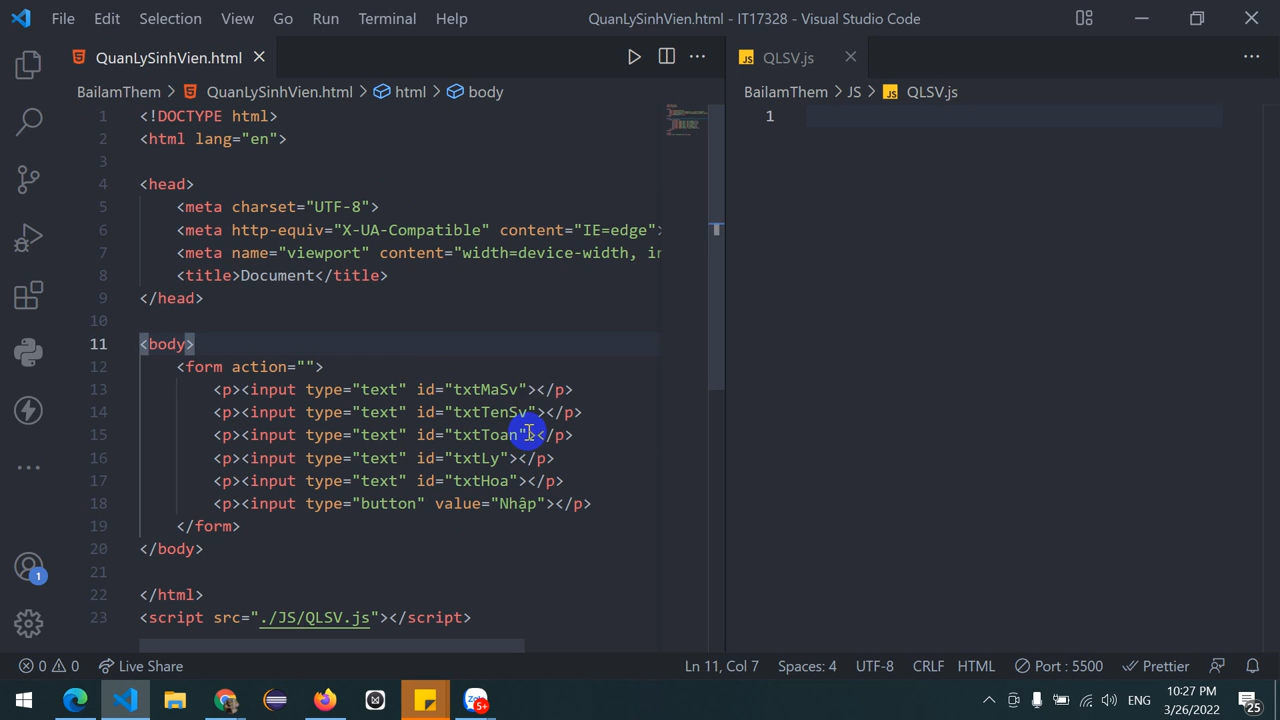 File Edit Selection View Go Run Terminal Help
QuanLySinhVien.html - IT17328 - Visual Studio Code
QuanLySinhVien.html
JS QLSV.js
BailamThem > QuanLySinhVien.html > html > body
BailamThem > JS > JS QLSV.js
1 <!DOCTYPE html>
2 <html lang="en">
3
4 <head>
5 <meta charset="UTF-8">
6 <meta http-equiv="X-UA-Compatible" content="IE=edge">
7 <meta name="viewport" content="width=device-width, in
8 <title>Document</title>
9 </head>
10
11 <body>
12 <form action="">
13 <p><input type="text" id="txtMaSv"></p>
14 <p><input type="text" id="txtTenSv"></p>
15 <p><input type="text" id="txtToan"></p>
16 <p><input type="text" id="txtLy"></p>
17 <p><input type="text" id="txtHoa"></p>
18 <p><input type="button" value="Nhập"></p>
19 </form>
20 </body>
21
22 </html>
23 <script src="./JS/QLSV.js"></script>
1
1
0 0 Live Share
Ln 11, Col 7 Spaces: 4 UTF-8 CRLF HTML Port : 5500 Prettier
5+
ENG
10:27 PM
3/26/2022
25